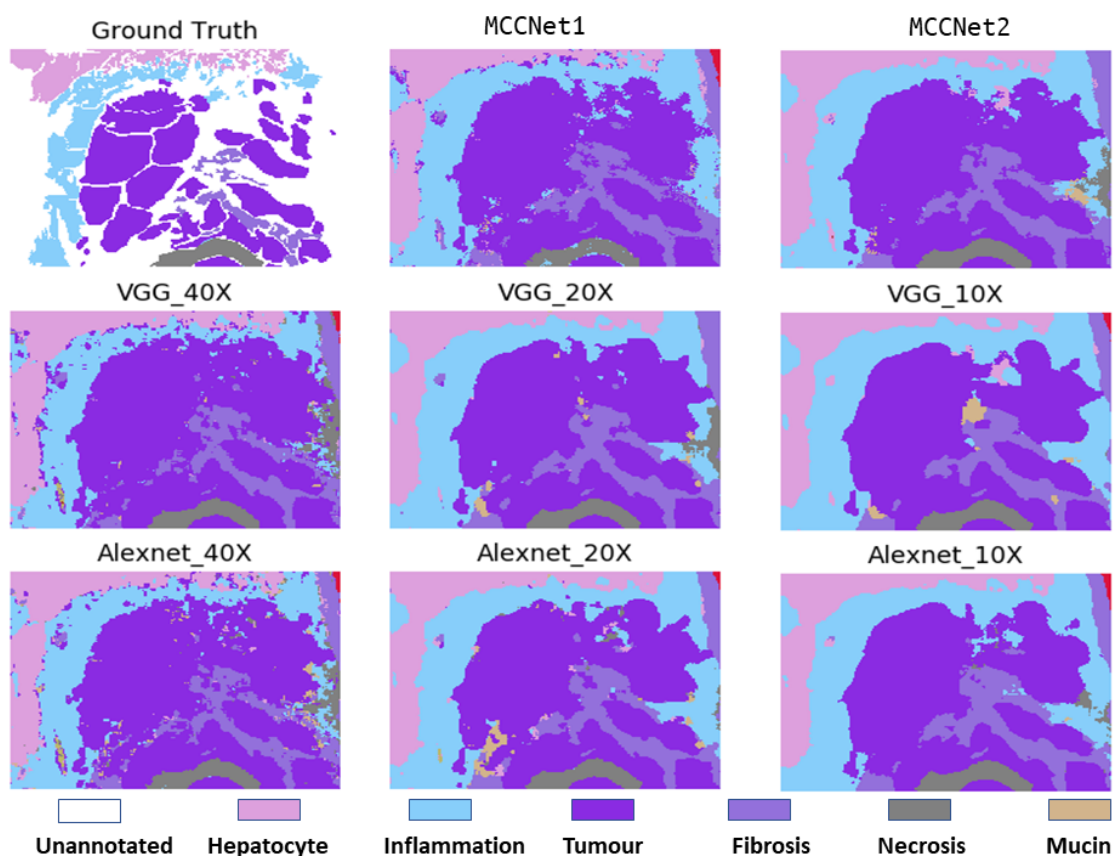 Ground Truth MCCNet1 MCCNet2
VGG_40X VGG_20X VGG_10X
Alexnet_40X Alexnet_20X Alexnet_10X
Unannotated Hepatocyte Inflammation Tumour Fibrosis Necrosis Mucin